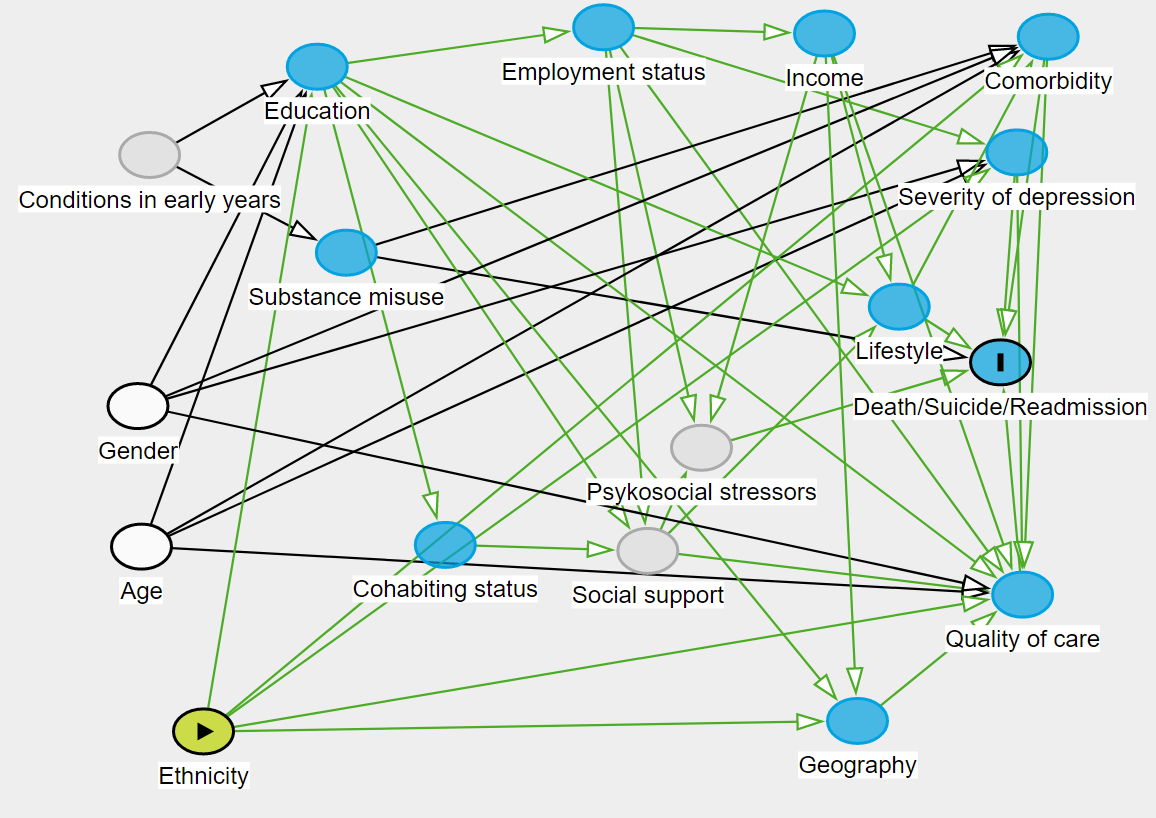 Employment status
Income
Comorbidity
Education
Conditions in early years
Severity of depression
Substance misuse
Lifestyle
Death/Suicide/Readmission
Gender
Psykosocial stressors
Age
Cohabiting status
Social support
Quality of care
Ethnicity
Geography